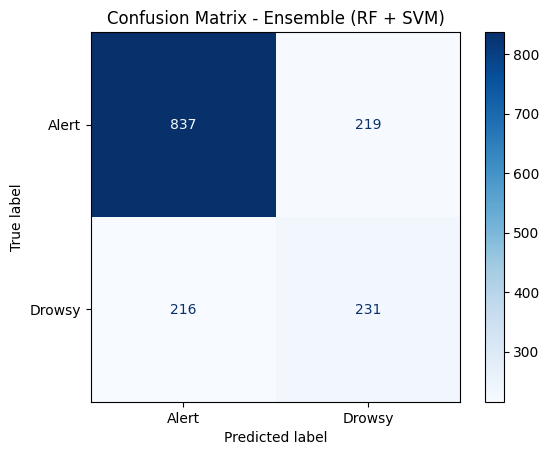 Confusion Matrix - Ensemble (RF + SVM)
True label
Alert
Drowsy
837
219
216
231
Alert
Drowsy
Predicted label
800
700
600
500
400
300